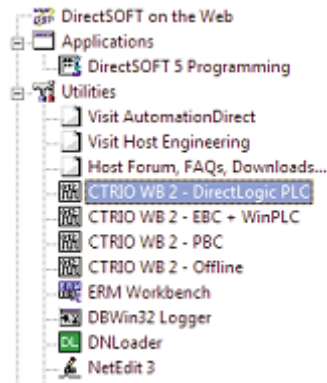 DirectSOFT on the Web
Applications
DirectSOFT 5 Programming
Utilities
Visit AutomationDirect
Visit Host Engineering
Host Forum, FAQs, Downloads...
CTRIO WB 2 - DirectLogic PLC
CTRIO WB 2 - EBC + WinPLC
CTRIO WB 2 - PBC
CTRIO WB 2 - Offline
ERM Workbench
DBWin32 Logger
DL DNLoader
NetEdit 3